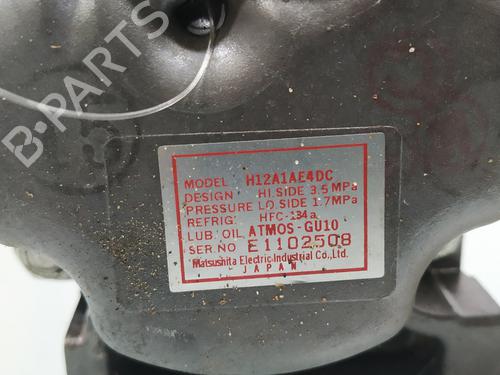 B-PARTS
MODEL H12A1AE4DC
DESIGN HI.SIDE 3.5 MPa
PRESSURE LO.SIDE 1.7MPa
REFRIG. HFC-134a
LUB. OIL ATMOS-GU10
SER NO E1102508
Matsushita Electric Industrial Co.,Ltd.
JAPAN